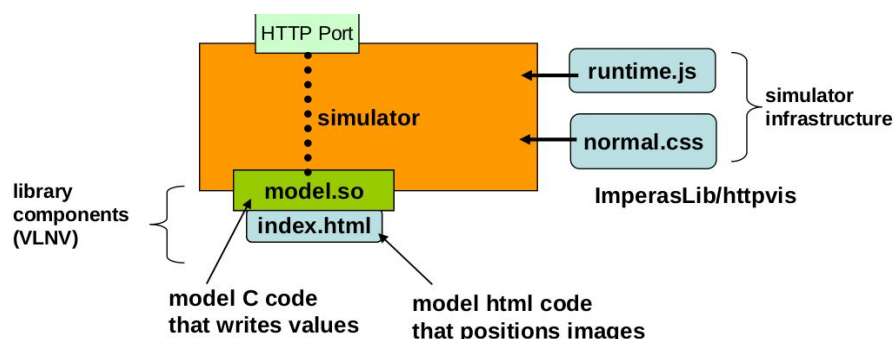 HTTP Port
runtime.js
simulator
infrastructure
simulator
normal.css
model.so
ImperasLib/httpvis
library
components
(VLNV)
index.html
model C code
that writes values
model html code
that positions images